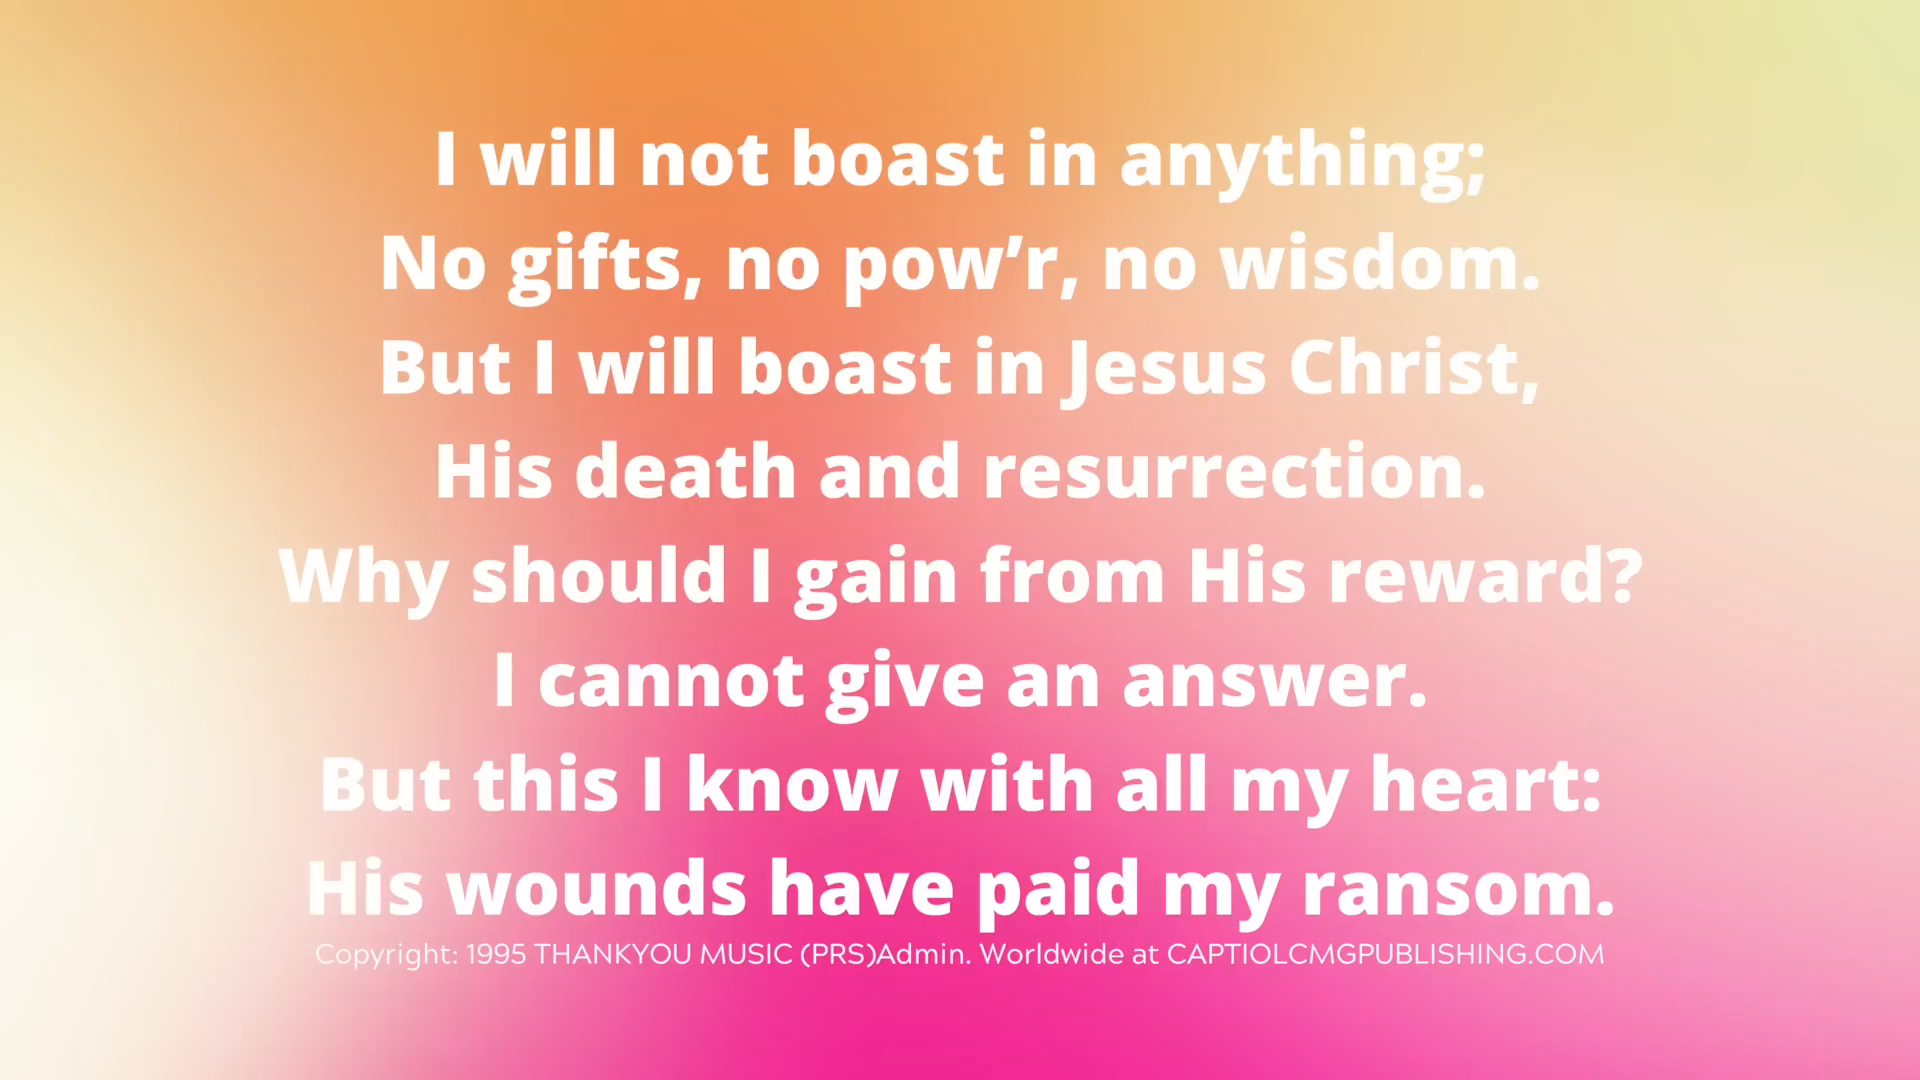 I will not boast in anything;
No gifts, no pow’r, no wisdom.
But I will boast in Jesus Christ,
His death and resurrection.
Why should I gain from His reward?
I cannot give an answer.
But this I know with all my heart:
His wounds have paid my ransom.
Copyright: 1995 THANKYOU MUSIC (PRS)Admin. Worldwide at CAPTIOLCMGPUBLISHING.COM